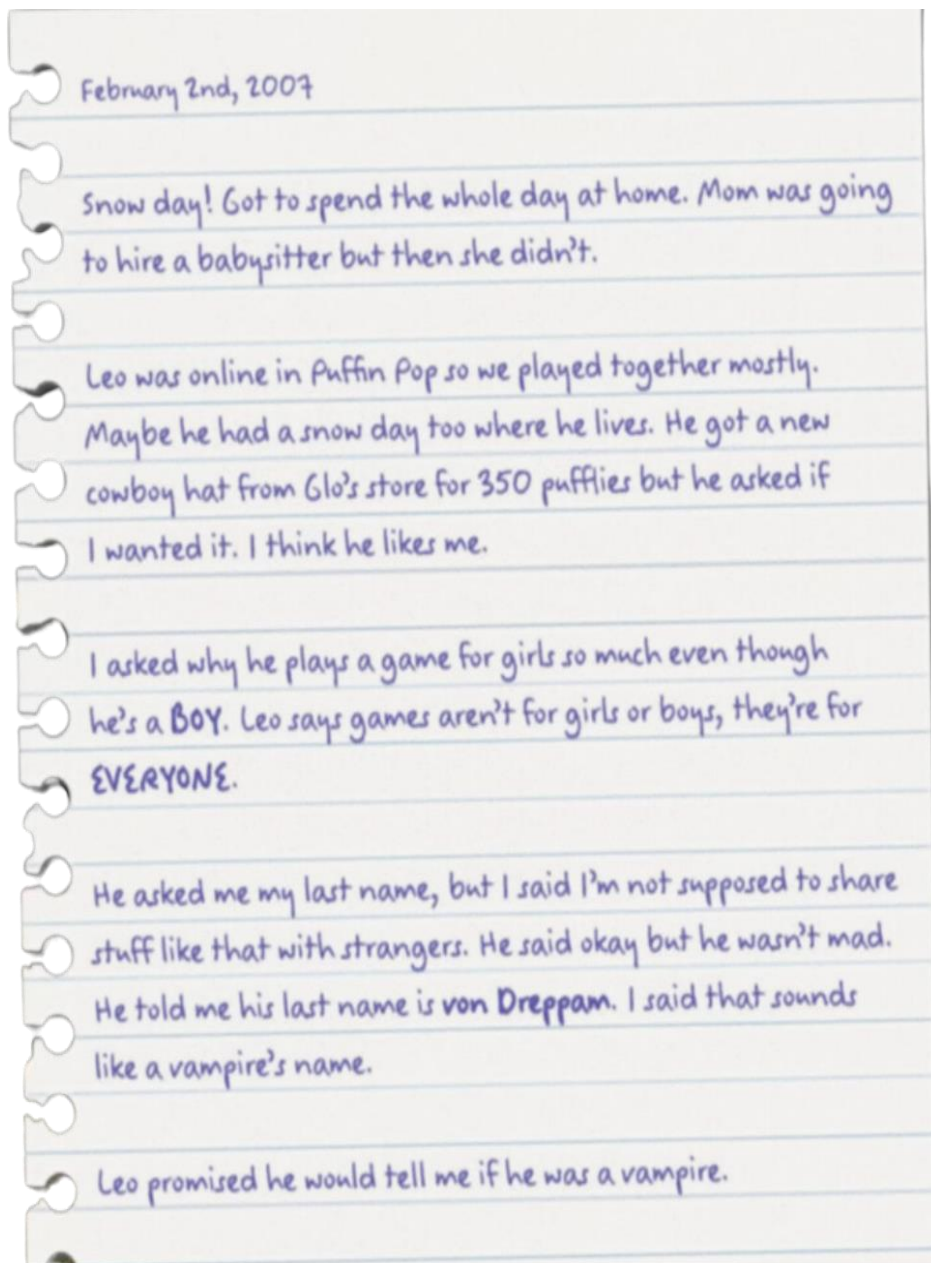 February 2nd, 2007
Snow day! Got to spend the whole day at home. Mom was going
to hire a babysitter but then she didn't.
Leo was online in Puffin Pop so we played together mostly.
Maybe he had a snow day too where he lives. He got a new
cowboy hat from Glo's store for 350 pufflies but he asked if
I wanted it. I think he likes me.
I asked why he plays a game for girls so much even though
he's a BOY. Leo says games aren't for girls or boys, they're for
EVERYONE.
He asked me my last name, but I said I'm not supposed to share
stuff like that with strangers. He said okay but he wasn't mad.
He told me his last name is von Dreppam. I said that sounds
like a vampire's name.
Leo promised he would tell me if he was a vampire.